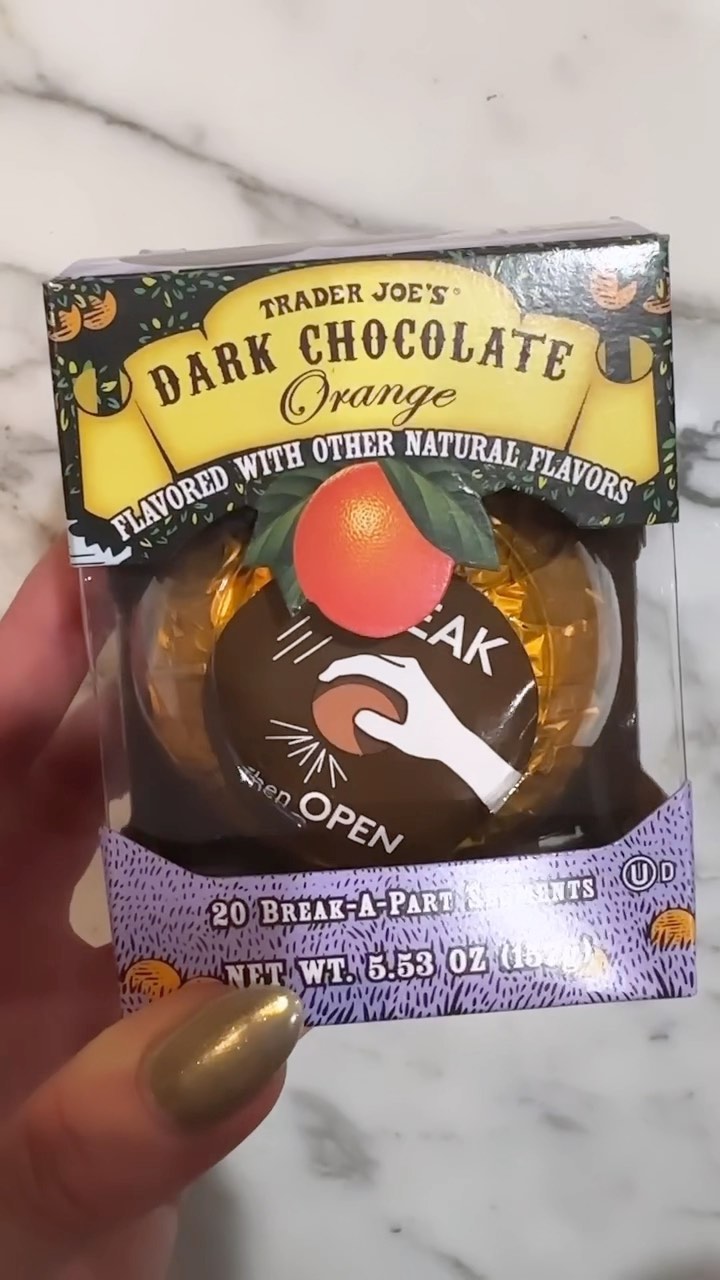 TRADER JOE'S®
DARK CHOCOLATE
Orange
FLAVORED WITH OTHER NATURAL FLAVORS
EAK
then OPEN
20 BREAK-A-PART
U D
NET WT. 5.53 OZ